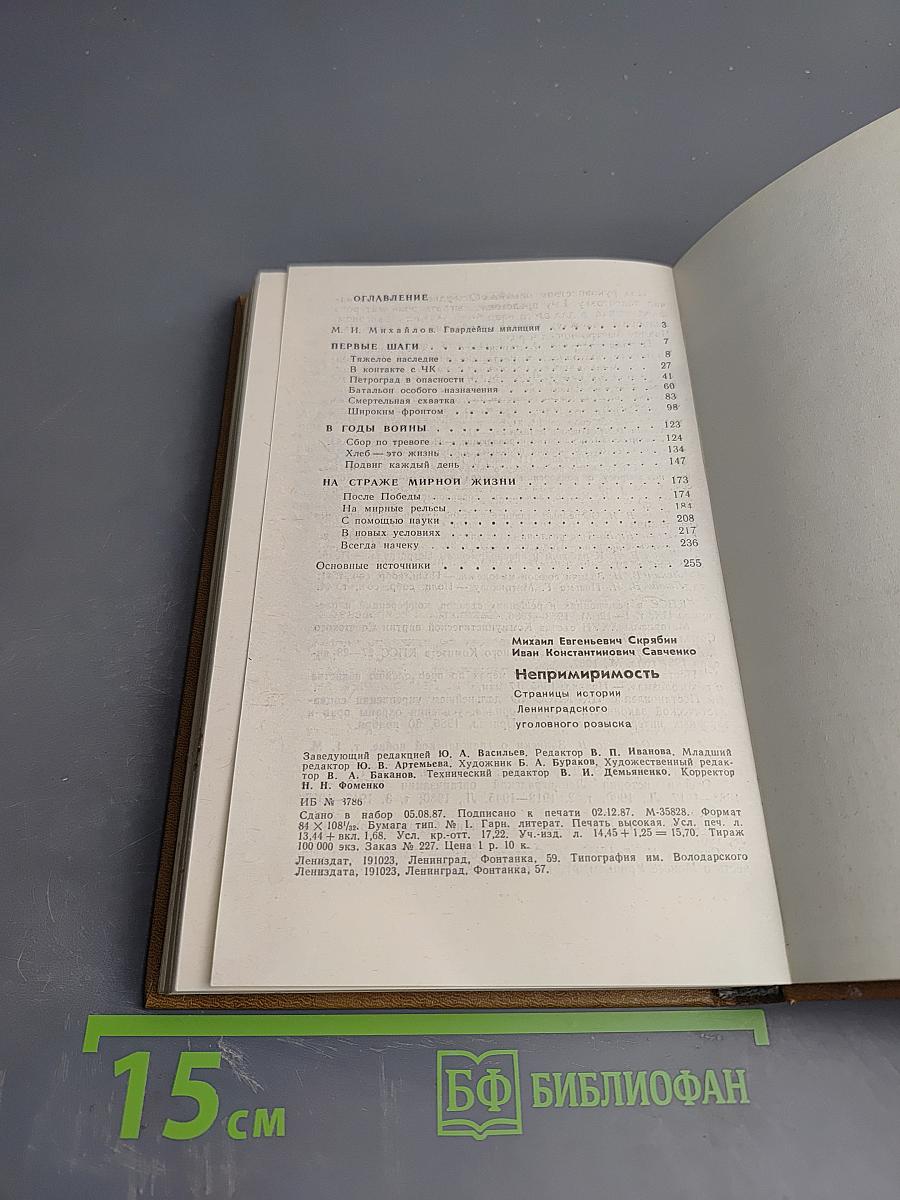 ОГЛАВЛЕНИЕ
М. И. Михайлов. Гвардейцы милиции . . . . . . . . 3
ПЕРВЫЕ ШАГИ . . . . . . . . . . . . . . . . 7
Тяжелое наследие . . . . . . . . . . . . . . 8
В контакте с ЧК . . . . . . . . . . . . . . 27
Петроград в опасности . . . . . . . . . . . . 41
Батальон особого назначения . . . . . . . . . . 60
Смертельная схватка . . . . . . . . . . . . . 83
Широким фронтом . . . . . . . . . . . . . . 98
В ГОДЫ ВОЙНЫ . . . . . . . . . . . . . . . 123
Сбор по тревоге . . . . . . . . . . . . . . 124
Хлеб — это жизнь . . . . . . . . . . . . . . 134
Подвиг каждый день . . . . . . . . . . . . . 147
НА СТРАЖЕ МИРНОЙ ЖИЗНИ . . . . . . . . . . 173
После Победы . . . . . . . . . . . . . . . 174
На мирные рельсы . . . . . . . . . . . . . . 184
С помощью науки . . . . . . . . . . . . . . 208
В новых условиях . . . . . . . . . . . . . . 217
Всегда начеку . . . . . . . . . . . . . . . 236
Основные источники . . . . . . . . . . . . . . 255
Михаил Евгеньевич Скрябин
Иван Константинович Савченко
Непримиримость
Страницы истории
Ленинградского
уголовного розыска
Заведующий редакцией Ю. А. Васильев. Редактор В. П. Иванова. Младший
редактор Ю. В. Артемьева. Художник Б. А. Бураков. Художественный редак-
тор В. А. Баканов. Технический редактор В. И. Демьяненко. Корректор
Н. Н. Фоменко
ИБ № 3786
Сдано в набор 05.08.87. Подписано к печати 02.12.87. М-35828. Формат
84 × 108¹/₃₂. Бумага тип. № 1. Гарн. литерат. Печать высокая. Усл. печ. л.
13,44 + вкл. 1,68. Усл. кр.-отт. 17,22. Уч.-изд. л. 14,45 + 1,25 = 15,70. Тираж
100 000 экз. Заказ № 227. Цена 1 р. 10 к.
Лениздат, 191023, Ленинград, Фонтанка, 59. Типография им. Володарского
Лениздата, 191023, Ленинград, Фонтанка, 57.
15 см
БФ БИБЛИОФАН